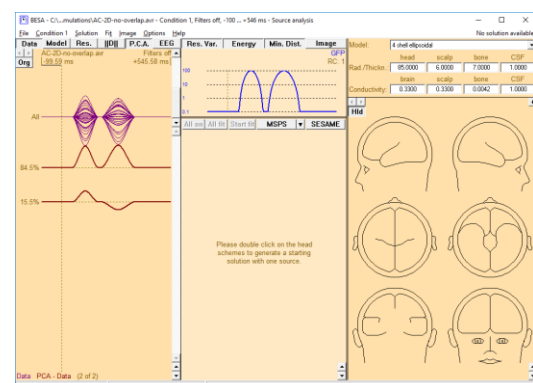 BESA - C:\...mulations\AC-2D-no-overlap.avr - Condition 1, Filters off, -100 ... +546 ms - Source analysis
File Condition 1 Solution Fit Image Options Help
No solution available
Data Model Res. ||D|| P.C.A. EEG
Res. Var. Energy Min. Dist. Image
Model: 4 shell ellipsoidal
Org
AC-2D-no-overlap.avr Filters off
-99.59 ms +545.58 ms
GFP
RC: 1
head scalp bone CSF
Rad./Thickn.: 85.0000 6.0000 7.0000 1.0000
brain scalp bone CSF
Conductivity: 0.3300 0.3300 0.0042 1.0000
100
10
1
0.1
Hld
All
All on All fit Start fit MSPS SESAME
84.5%
15.5%
Please double click on the head
schemes to generate a starting
solution with one source.
Data PCA - Data (2 of 2)